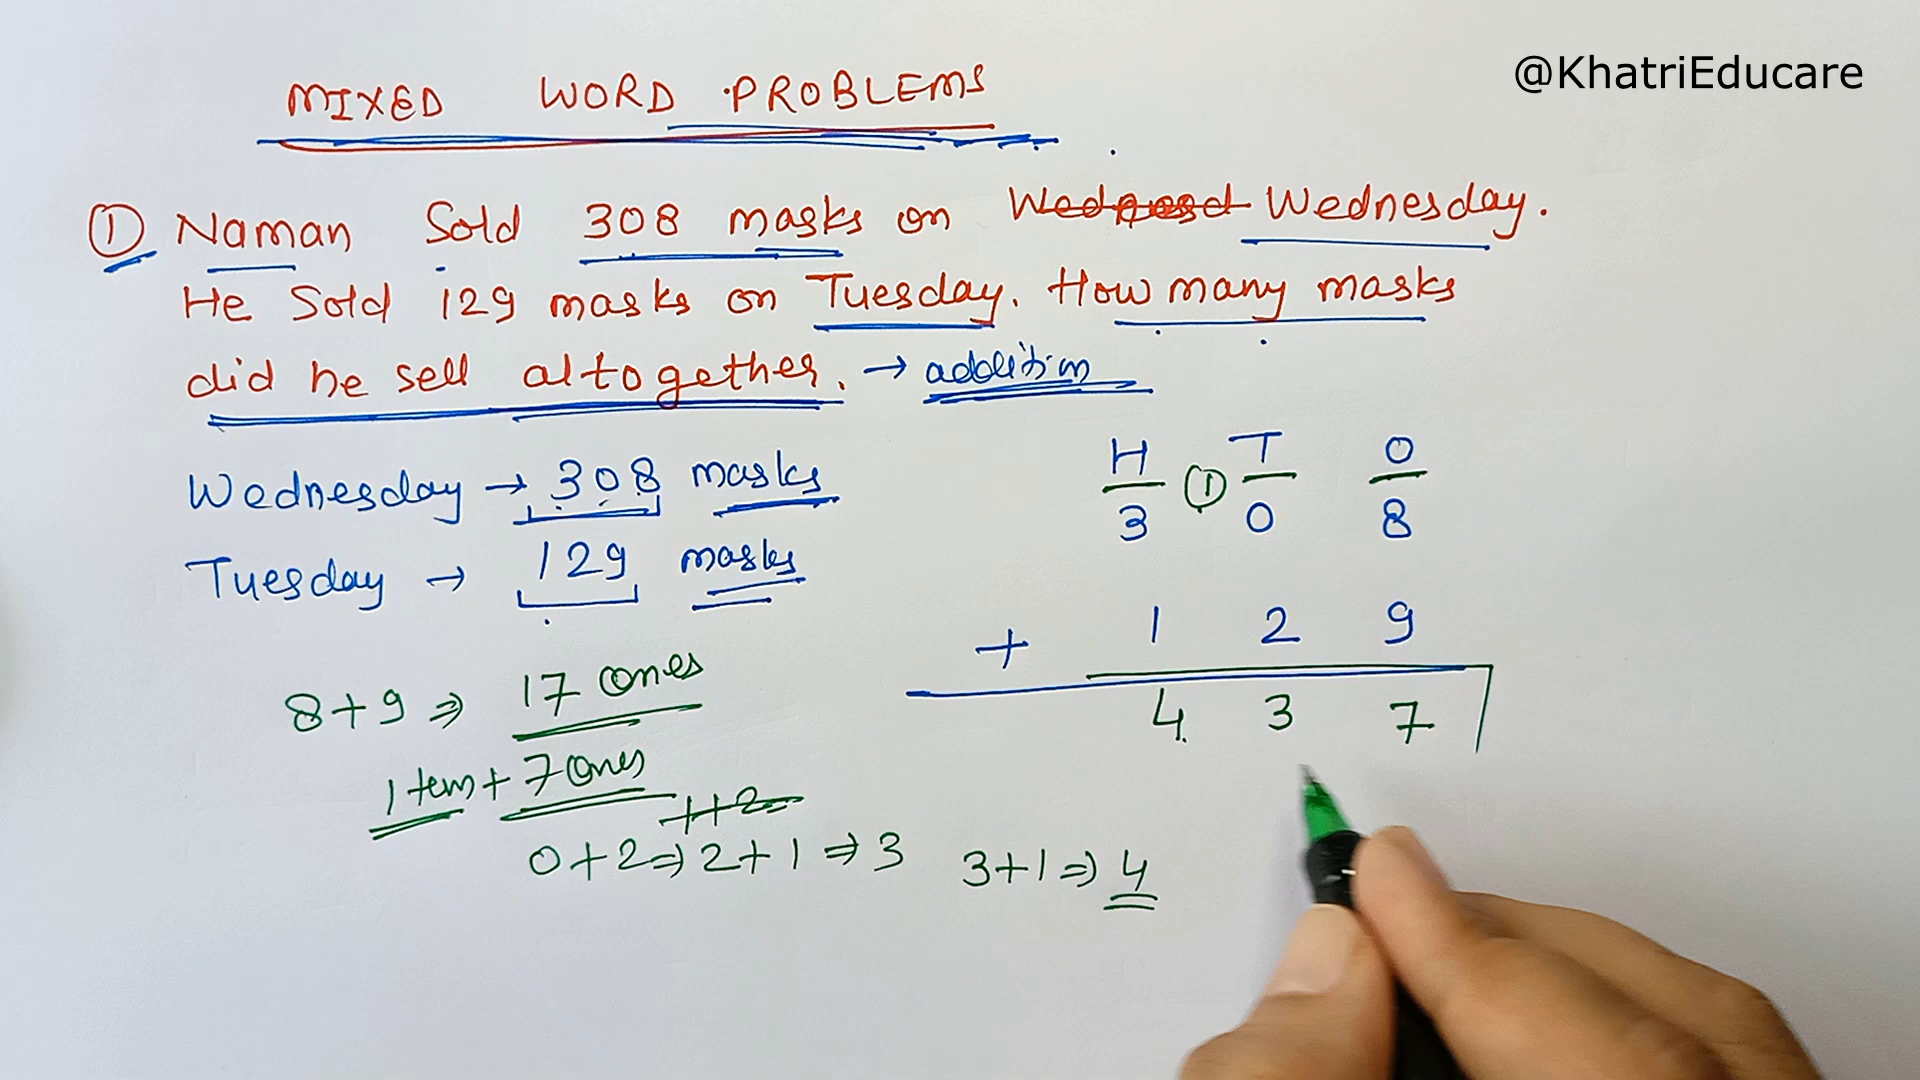 @KhatriEducare
MIXED WORD PROBLEMS
① Naman Sold 308 masks on Wednesd Wednesday.
He Sold 129 masks on Tuesday. How many masks
did he sell altogether. → addition
Wednesday → 308 masks
Tuesday → 129 masks
H T O
3 ① 0 8
+ 1 2 9
4 3 7
8+9 ⇒ 17 ones
1 ten + 7 ones
1+2
0+2 ⇒ 2+1 ⇒ 3
3+1 ⇒ 4